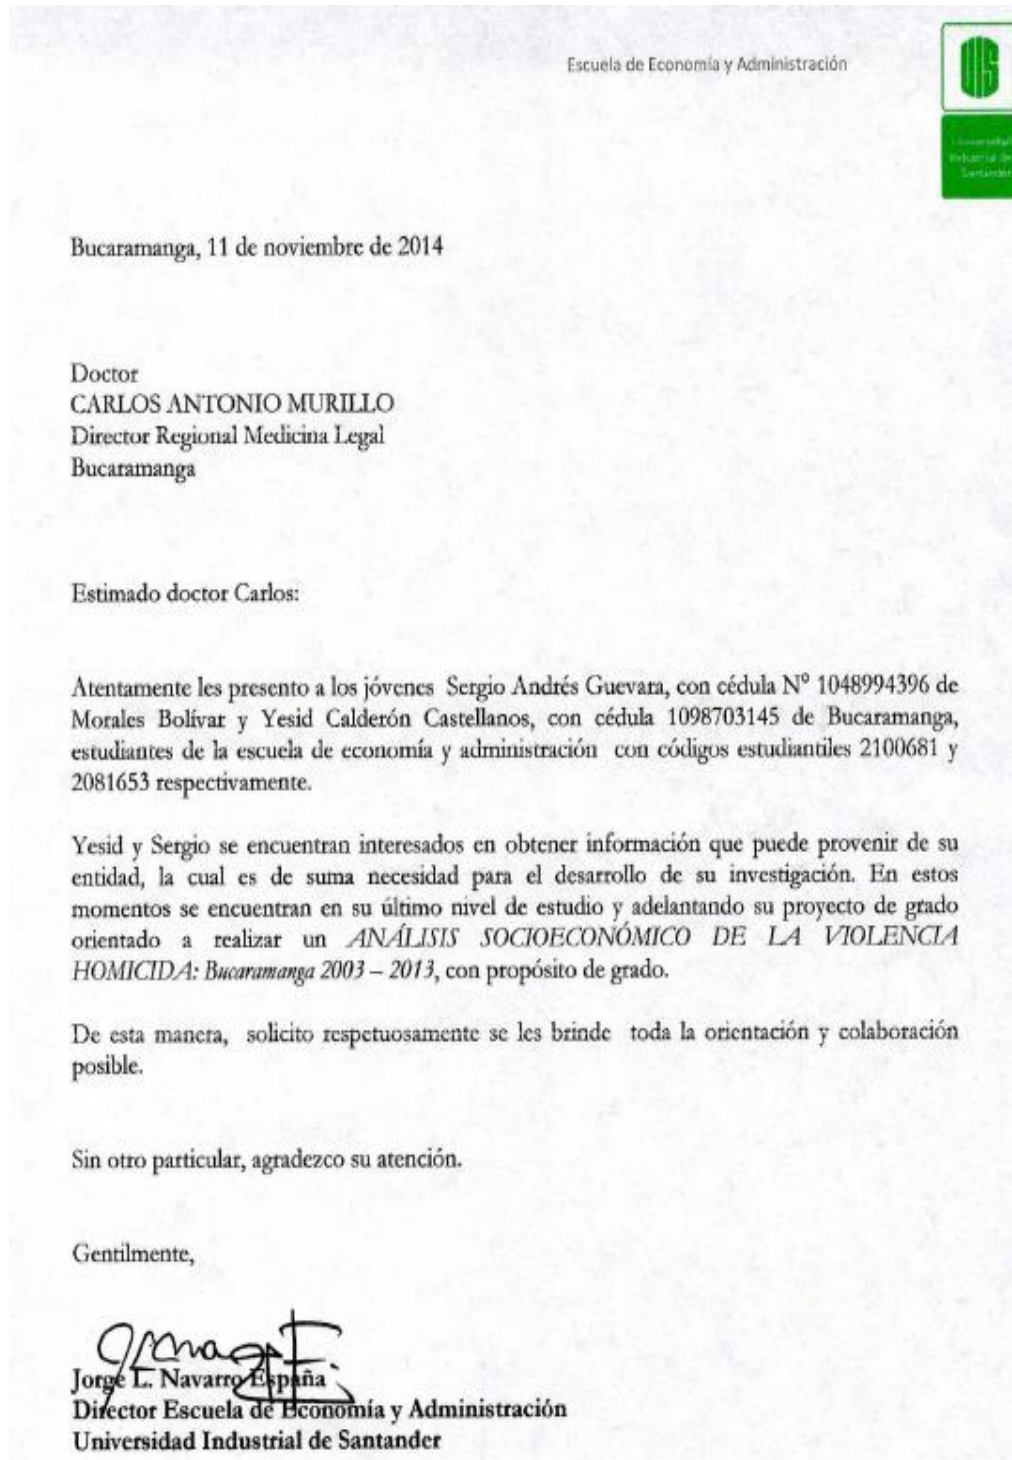 Escuela de Economía y Administración
UIS
Universidad
Industrial de
Santander
Bucaramanga, 11 de noviembre de 2014
Doctor
CARLOS ANTONIO MURILLO
Director Regional Medicina Legal
Bucaramanga
Estimado doctor Carlos:
Atentamente les presento a los jóvenes Sergio Andrés Guevara, con cédula N° 1048994396 de
Morales Bolívar y Yesid Calderón Castellanos, con cédula 1098703145 de Bucaramanga,
estudiantes de la escuela de economía y administración con códigos estudiantiles 2100681 y
2081653 respectivamente.
Yesid y Sergio se encuentran interesados en obtener información que puede provenir de su
entidad, la cual es de suma necesidad para el desarrollo de su investigación. En estos
momentos se encuentran en su último nivel de estudio y adelantando su proyecto de grado
orientado a realizar un ANÁLISIS SOCIOECONÓMICO DE LA VIOLENCIA
HOMICIDA: Bucaramanga 2003 – 2013, con propósito de grado.
De esta manera, solicito respetuosamente se les brinde toda la orientación y colaboración
posible.
Sin otro particular, agradezco su atención.
Gentilmente,
Jorge L. Navarro España
Director Escuela de Economía y Administración
Universidad Industrial de Santander